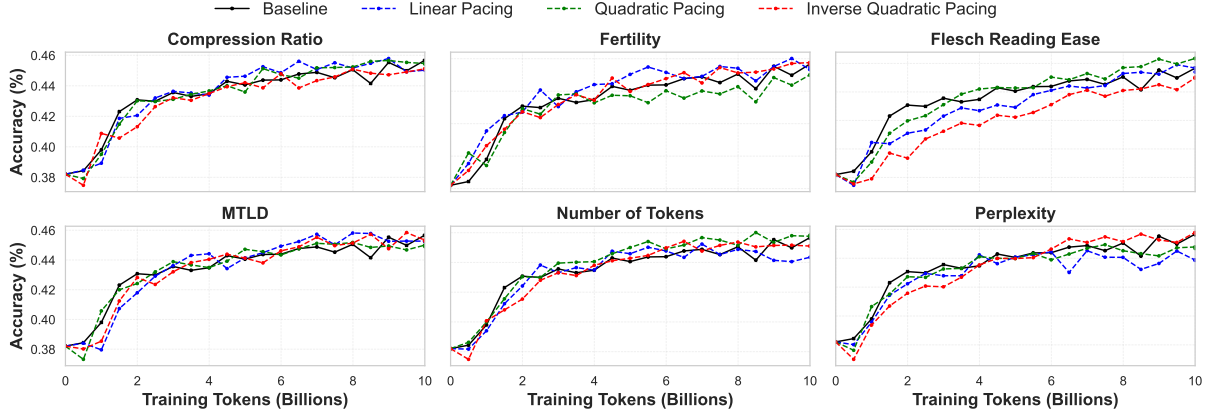 Baseline Linear Pacing Quadratic Pacing Inverse Quadratic Pacing
Compression Ratio Fertility Flesch Reading Ease
Accuracy (%)
0.46
0.44
0.42
0.40
0.38
MTLD Number of Tokens Perplexity
Accuracy (%)
0.46
0.44
0.42
0.40
0.38
0 2 4 6 8 10 0 2 4 6 8 10 0 2 4 6 8 10
Training Tokens (Billions) Training Tokens (Billions) Training Tokens (Billions)